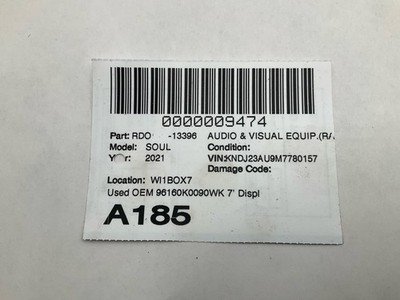 0000009474
Part: RDO -13396 AUDIO & VISUAL EQUIP.(R/
Model: SOUL Condition:
Year: 2021 VIN:KNDJ23AU9M7780157
Damage Code:
Location: WI1BOX7
Used OEM 96160K0090WK 7' Displ
A185